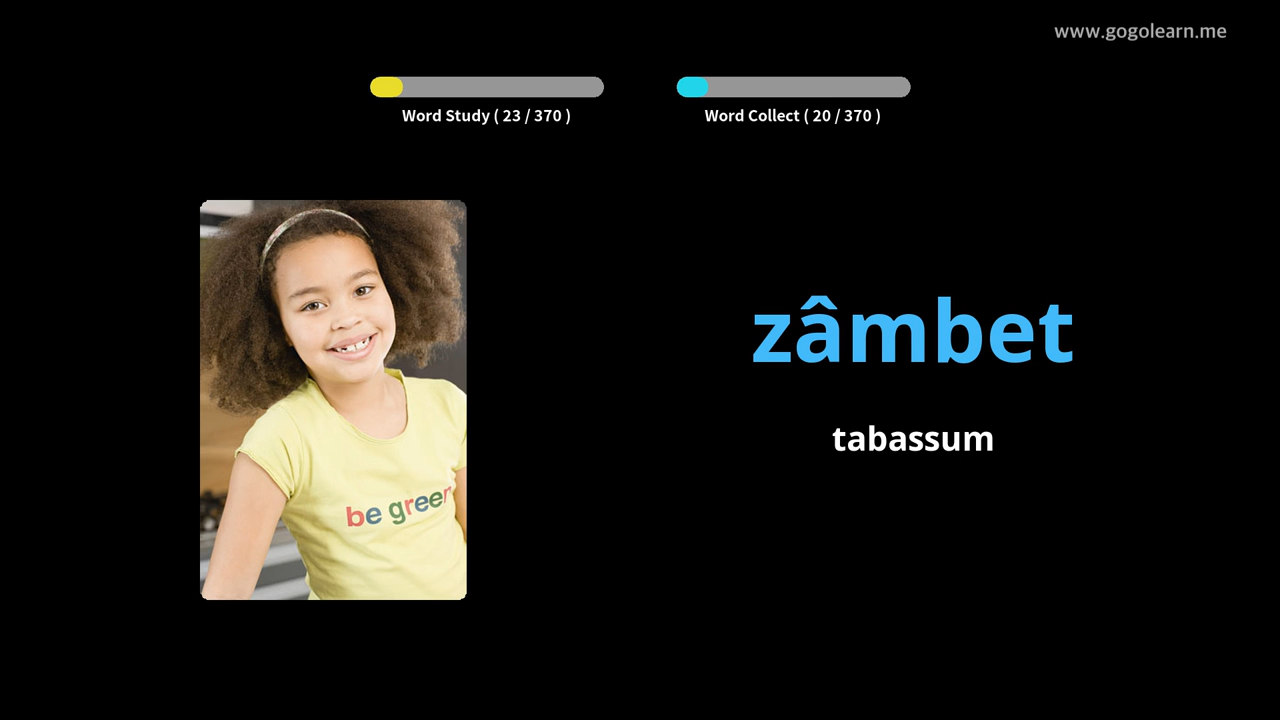 www.gogolearn.me
Word Study ( 23 / 370 )
Word Collect ( 20 / 370 )
be green
zâmbet
tabassum